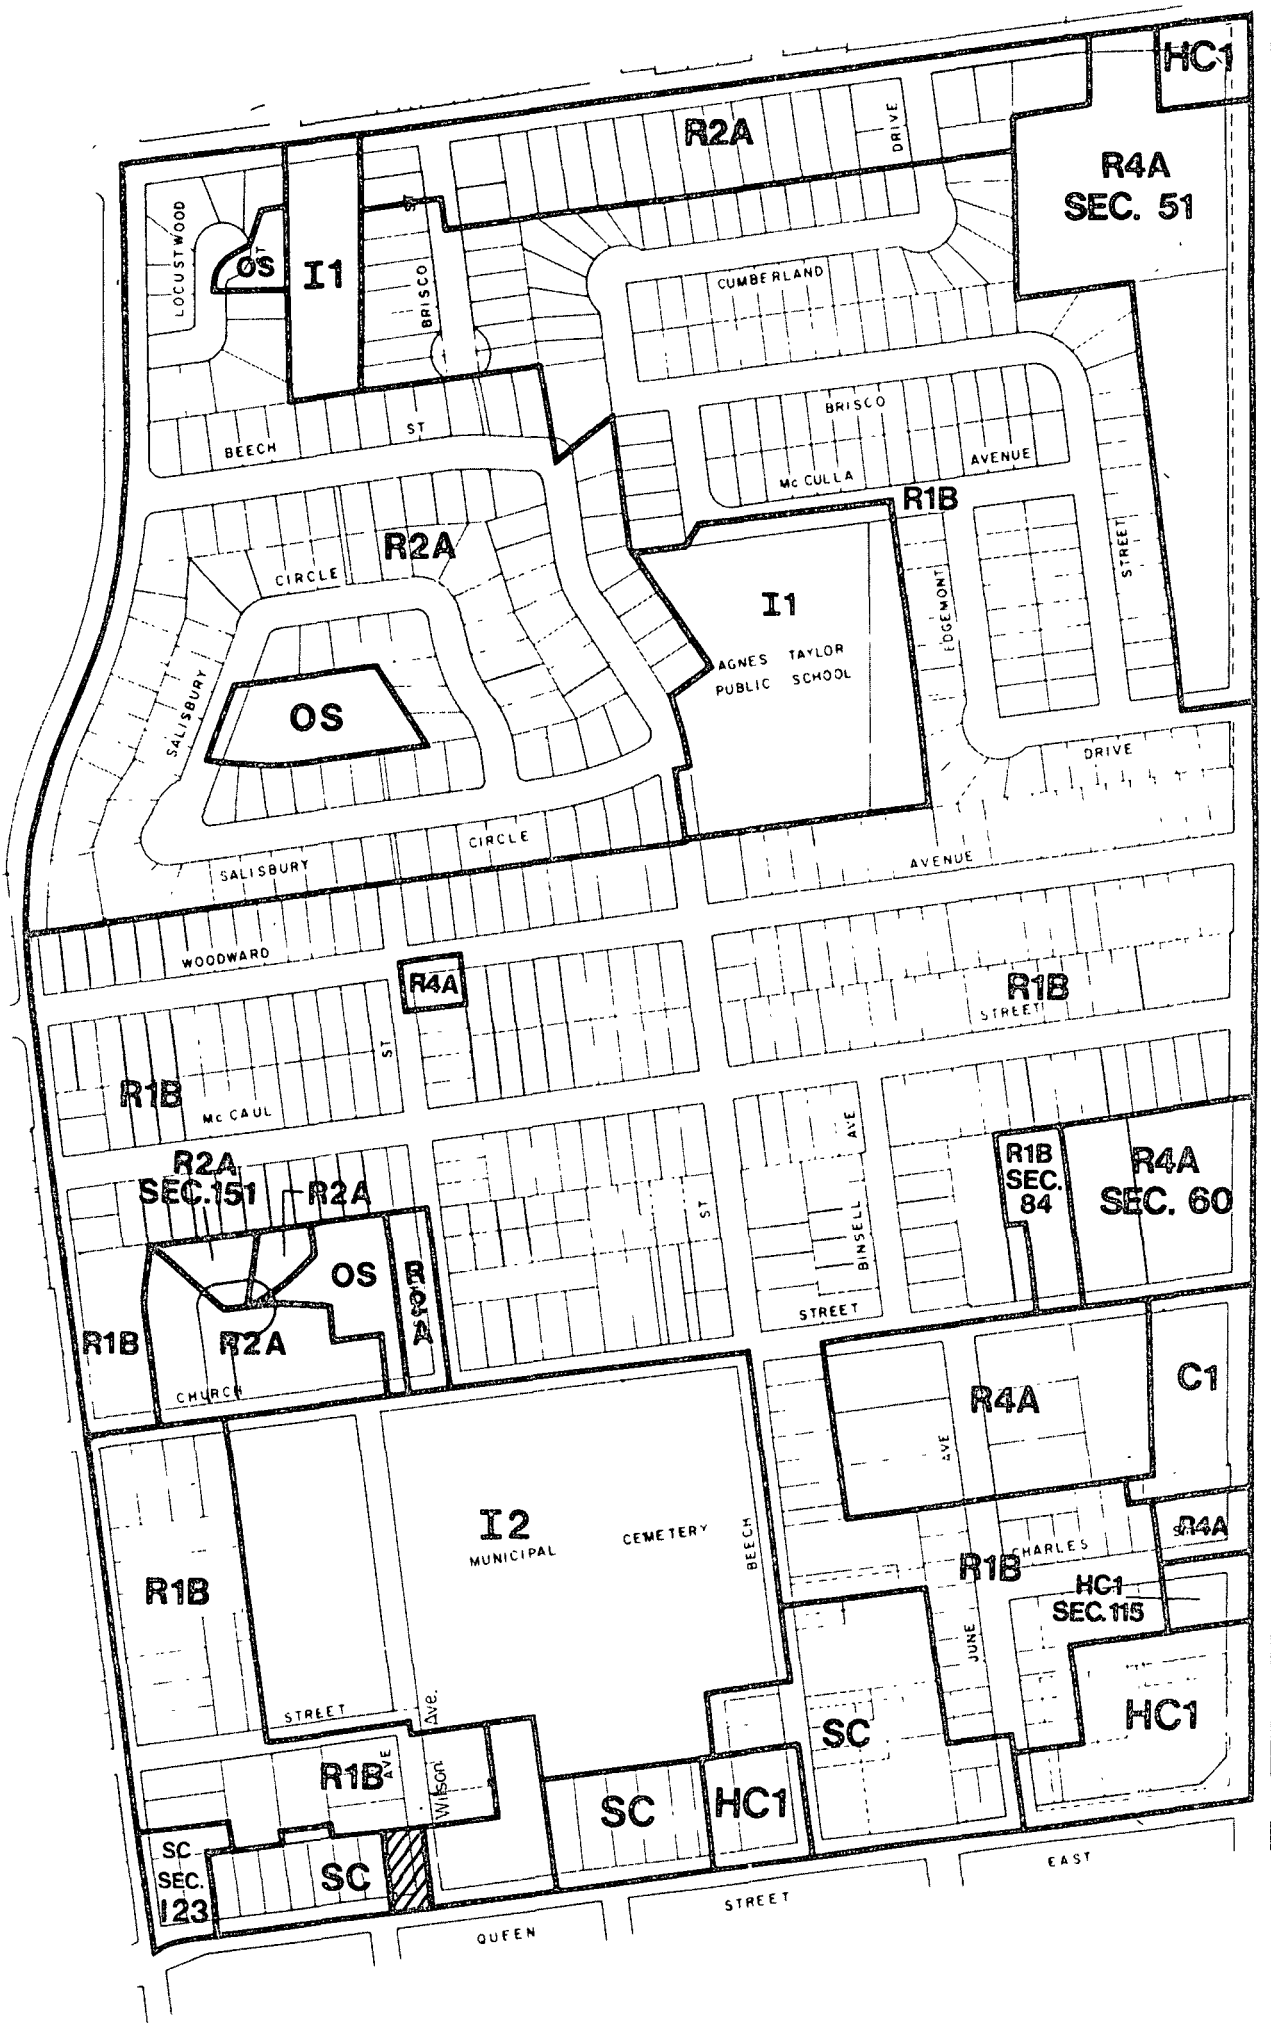 HC1
R2A
DRIVE
R4A
SEC. 51
LOCUSTWOOD
ST
OS
I1
BRISCO
ST
CUMBERLAND
BRISCO
BEECH
ST
McCULLA
AVENUE
R1B
R2A
CIRCLE
STREET
EDGEMONT
I1
AGNES TAYLOR
PUBLIC SCHOOL
SALISBURY
OS
DRIVE
SALISBURY
CIRCLE
AVENUE
WOODWARD
R4A
R1B
STREET
ST
R1B
McCAUL
AVE
R2A
SEC.151
R2A
R1B
SEC.
84
R4A
SEC. 60
ST
BINSELL
OS
STREET
R1B
R2A
CHURCH
C1
R4A
AVE
I2
MUNICIPAL
CEMETERY
BEECH
R4A
CHARLES
R1B
R1B
HC1
SEC.115
JUNE
STREET
Ave.
HC1
SC
R1B
AVE
Wilson
SC
HC1
SC
SEC.
123
SC
EAST
STREET
QUEEN